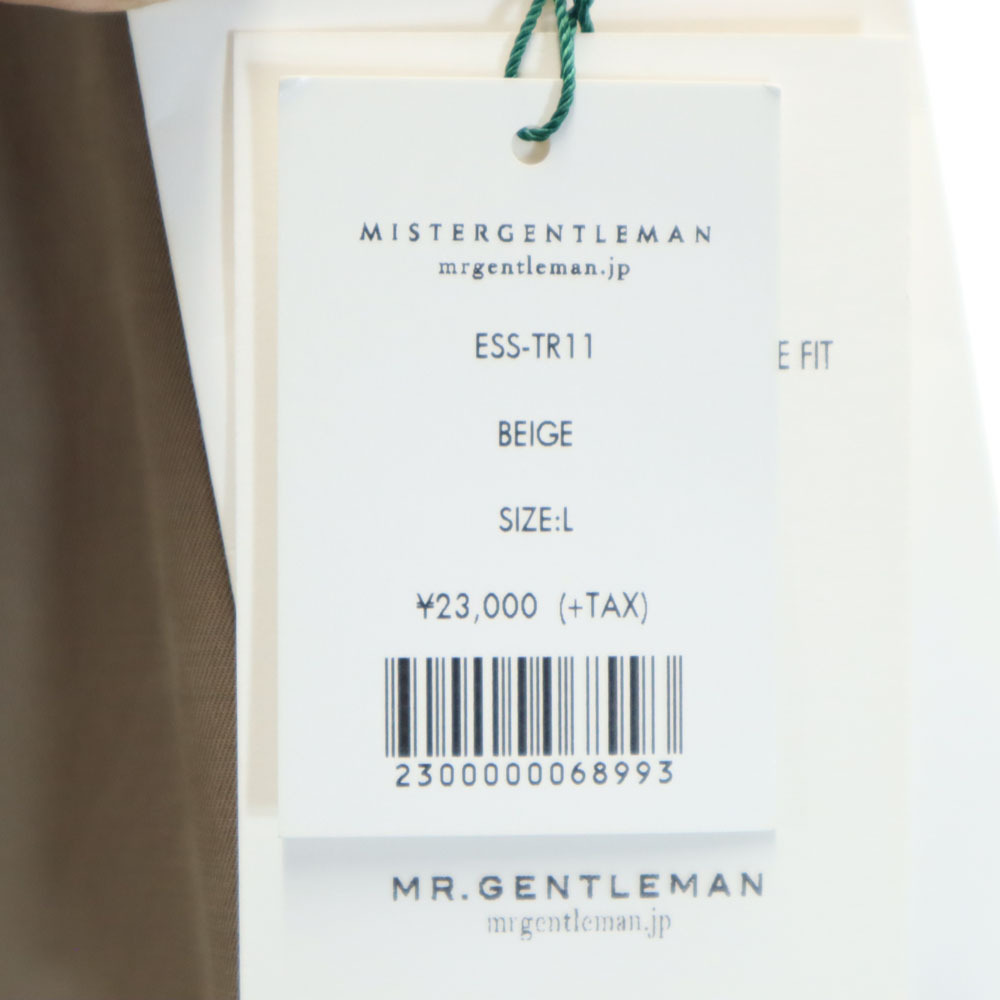 MISTERGENTLEMAN
mrgentleman.jp
ESS-TR11
E FIT
BEIGE
SIZE:L
¥23,000 (+TAX)
2300000068993
MR.GENTLEMAN
mrgentleman.jp